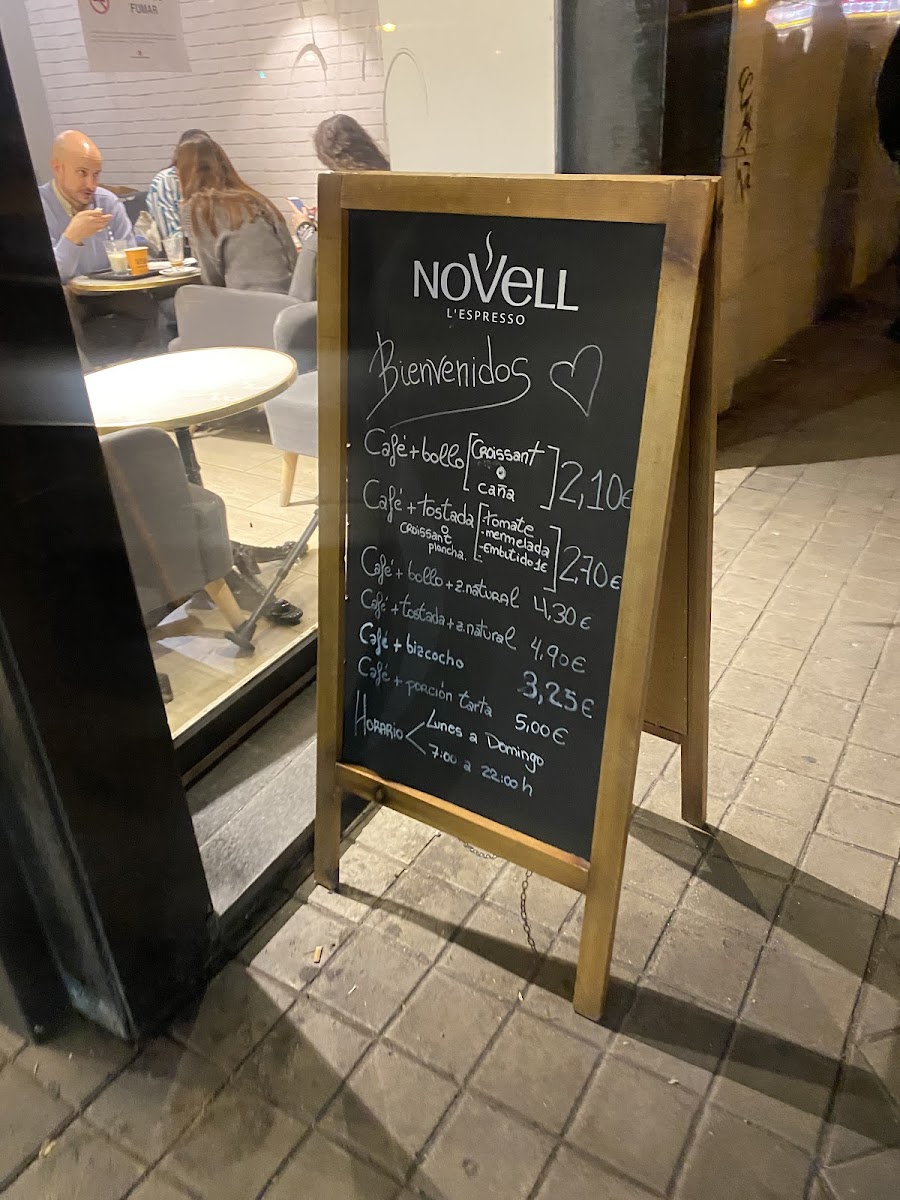 FUMAR
NOVELL
L'ESPRESSO
Bienvenidos
Café + bollo [Croissant o caña] 2,10€
Café + tostada o croissant plancha. [-tomate -mermelada -Embutido 1€] 2,70€
Café + bollo + z.natural 4,30€
Café + tostada + z.natural 4,90€
Café + bizcocho 3,25€
Café + porción tarta 5,00€
Horario < Lunes a Domingo
7:00 a 22:00h